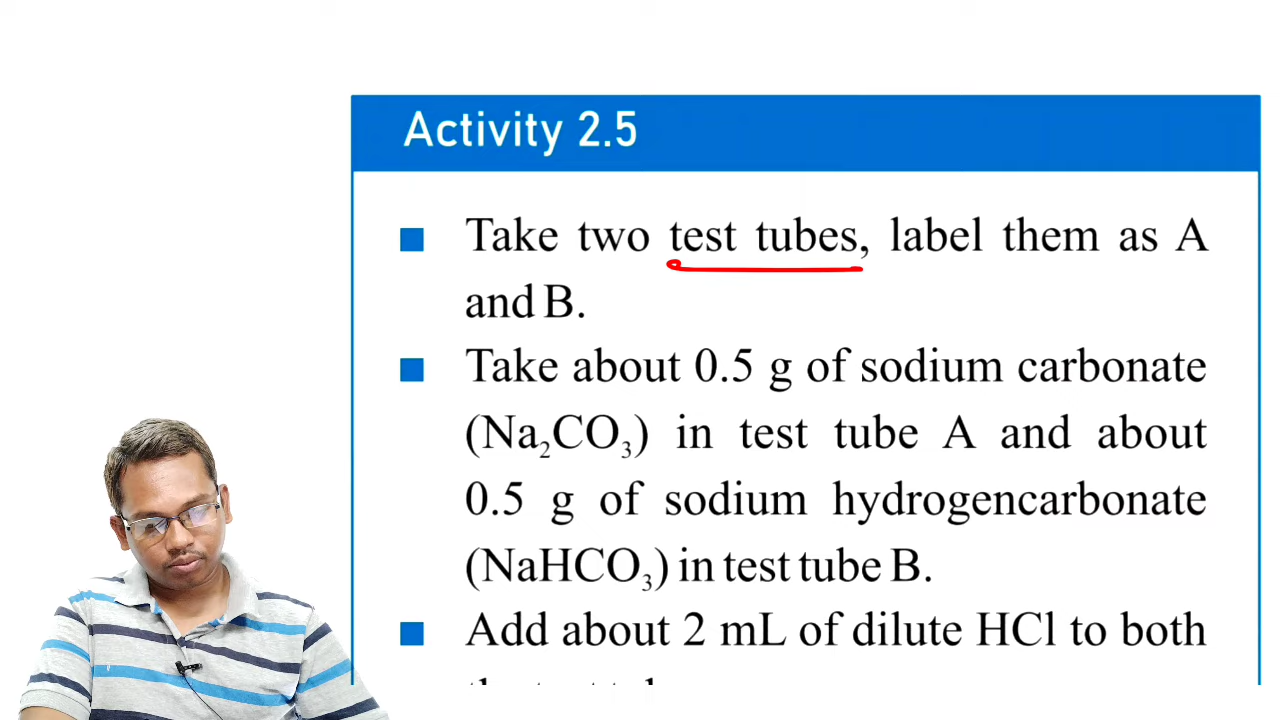 Activity 2.5
■ Take two test tubes, label them as A
and B.
■ Take about 0.5 g of sodium carbonate
(Na₂CO₃) in test tube A and about
0.5 g of sodium hydrogencarbonate
(NaHCO₃) in test tube B.
■ Add about 2 mL of dilute HCl to both